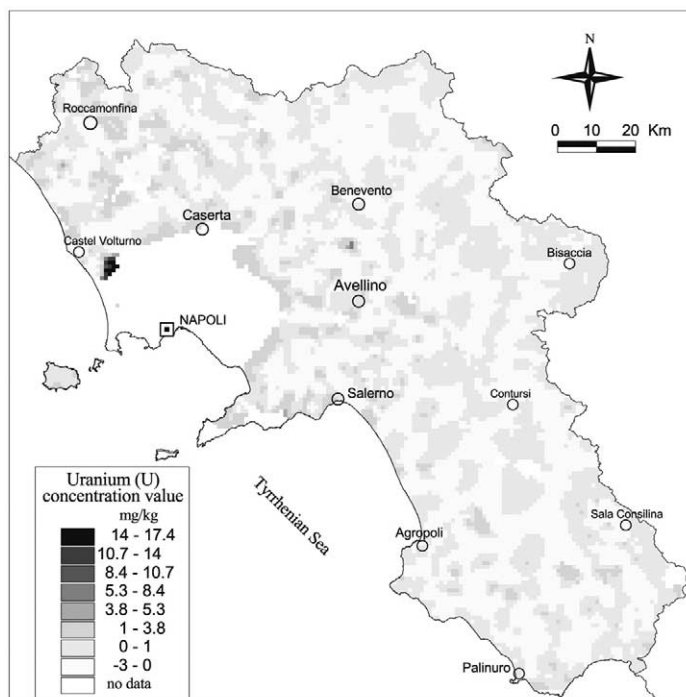 N
0 10 20 Km
Roccamonfina
Benevento
Caserta
Castel Volturno
Bisaccia
Avellino
NAPOLI
Salerno
Contursi
Tyrrhenian Sea
Sala Consilina
Agropoli
Palinuro
Uranium (U)
concentration value
mg/kg
14 - 17.4
10.7 - 14
8.4 - 10.7
5.3 - 8.4
3.8 - 5.3
1 - 3.8
0 - 1
-3 - 0
no data